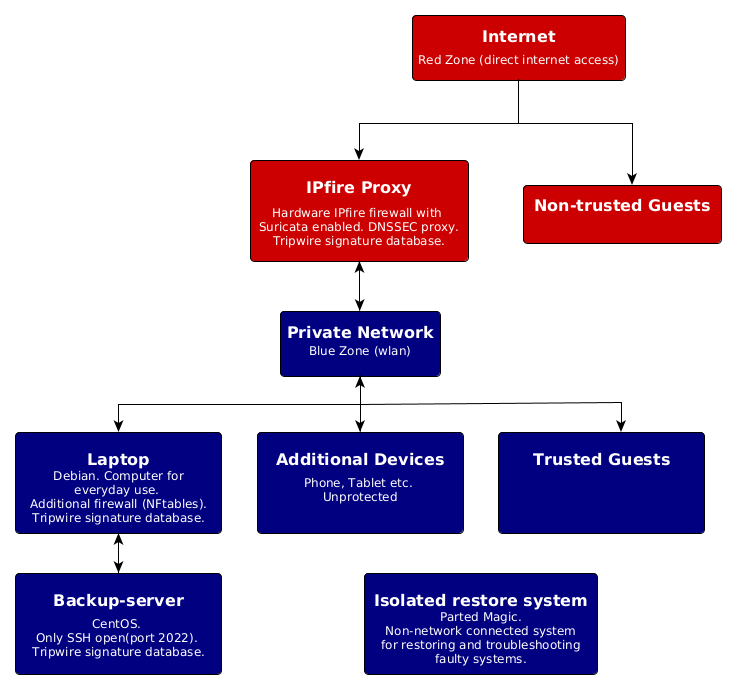 Internet
Red Zone (direct internet access)
IPfire Proxy
Hardware IPfire firewall with
Suricata enabled. DNSSEC proxy.
Tripwire signature database.
Non-trusted Guests
Private Network
Blue Zone (wlan)
Laptop
Debian. Computer for
everyday use.
Additional firewall (NFtables).
Tripwire signature database.
Additional Devices
Phone, Tablet etc.
Unprotected
Trusted Guests
Backup-server
CentOS.
Only SSH open(port 2022).
Tripwire signature database.
Isolated restore system
Parted Magic.
Non-network connected system
for restoring and troubleshooting
faulty systems.